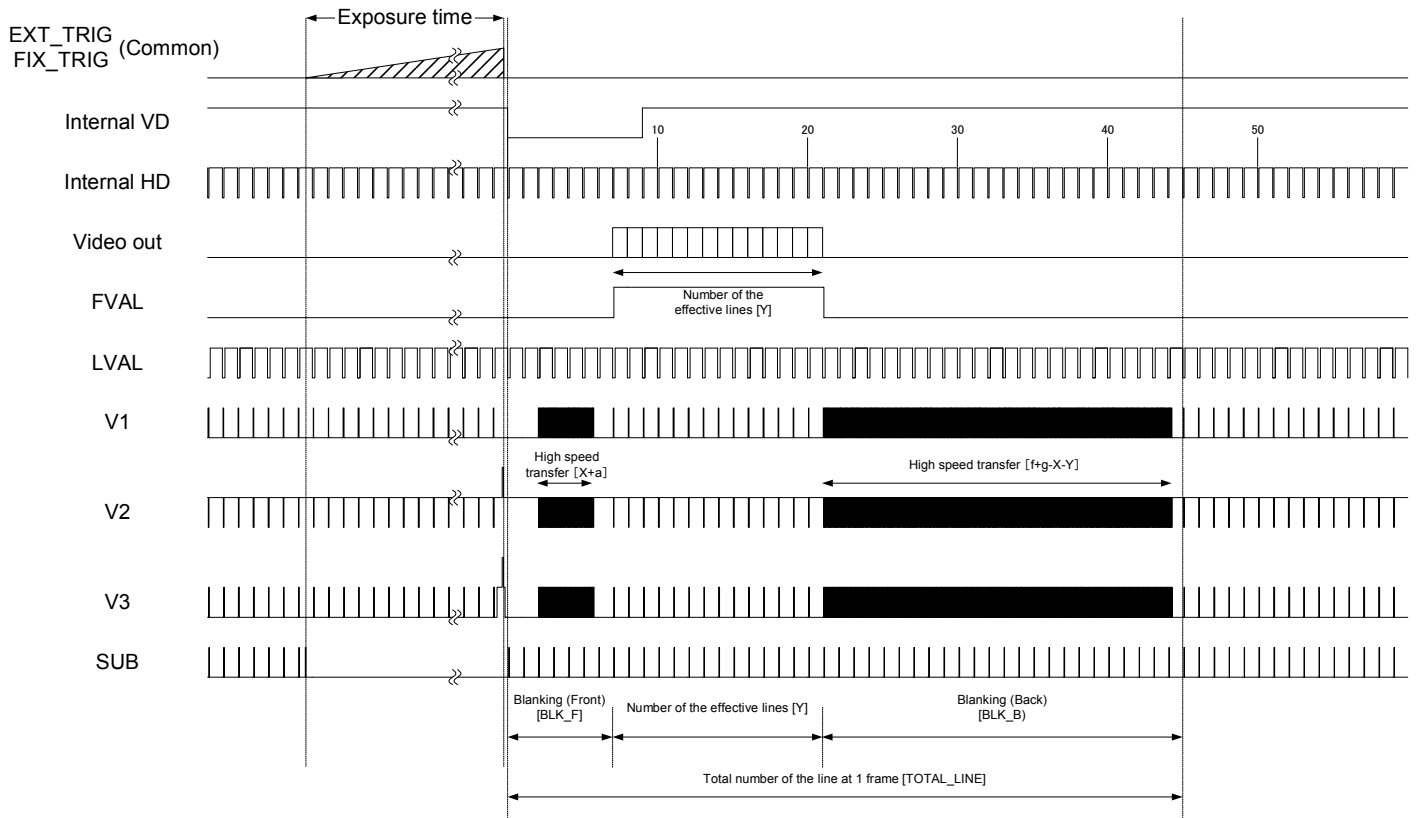 Exposure time
EXT_TRIG
FIX_TRIG
(Common)
Internal VD
10 20 30 40 50
Internal HD
Video out
FVAL
Number of the
effective lines [Y]
LVAL
V1
High speed
transfer [X+a]
High speed transfer [f+g-X-Y]
V2
V3
SUB
Blanking (Front)
[BLK_F]
Number of the effective lines [Y]
Blanking (Back)
[BLK_B)
Total number of the line at 1 frame [TOTAL_LINE]